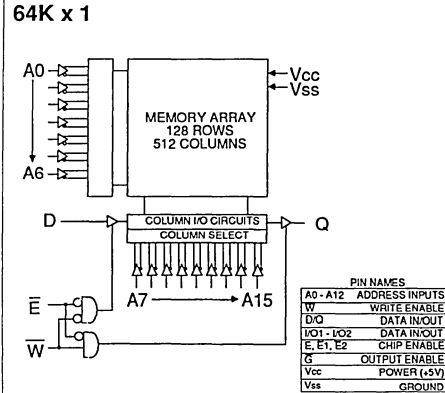 64K x 1
A0
A6
Vcc
Vss
MEMORY ARRAY
128 ROWS
512 COLUMNS
D
COLUMN I/O CIRCUITS
COLUMN SELECT
Q
A7
A15
E
W
PIN NAMES
A0 - A12 ADDRESS INPUTS
W WRITE ENABLE
D/Q DATA IN/OUT
I/O1 - I/O2 DATA IN/OUT
E, E1, E2 CHIP ENABLE
G OUTPUT ENABLE
Vcc POWER (+5V)
Vss GROUND